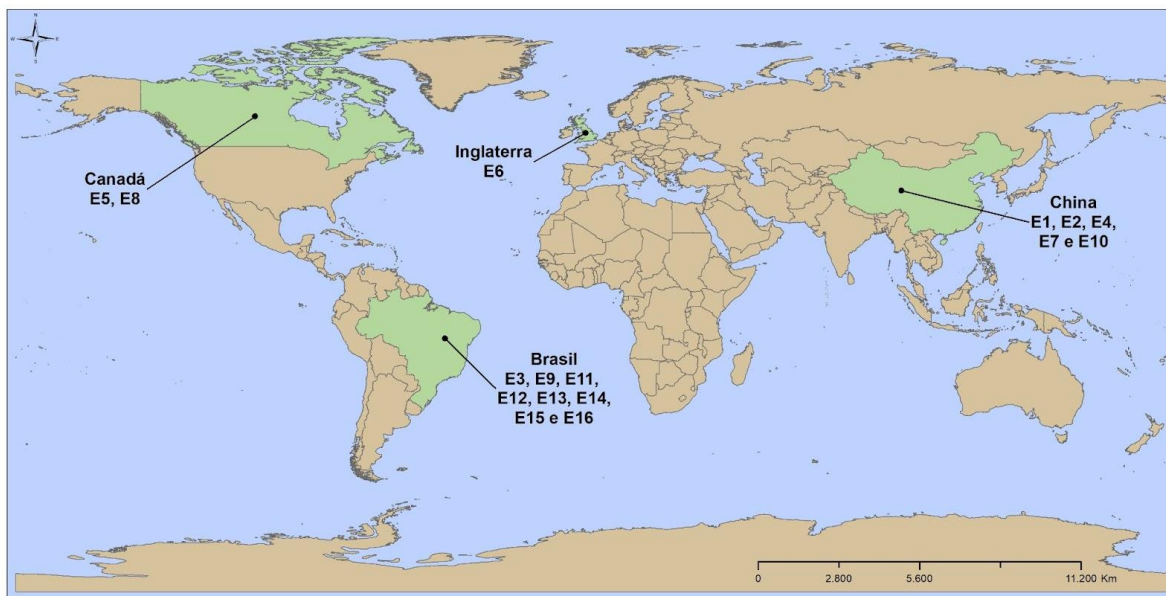 N
W E
S
Canadá
E5, E8
Inglaterra
E6
China
E1, E2, E4,
E7 e E10
Brasil
E3, E9, E11,
E12, E13, E14,
E15 e E16
0 2.800 5.600 11.200 Km